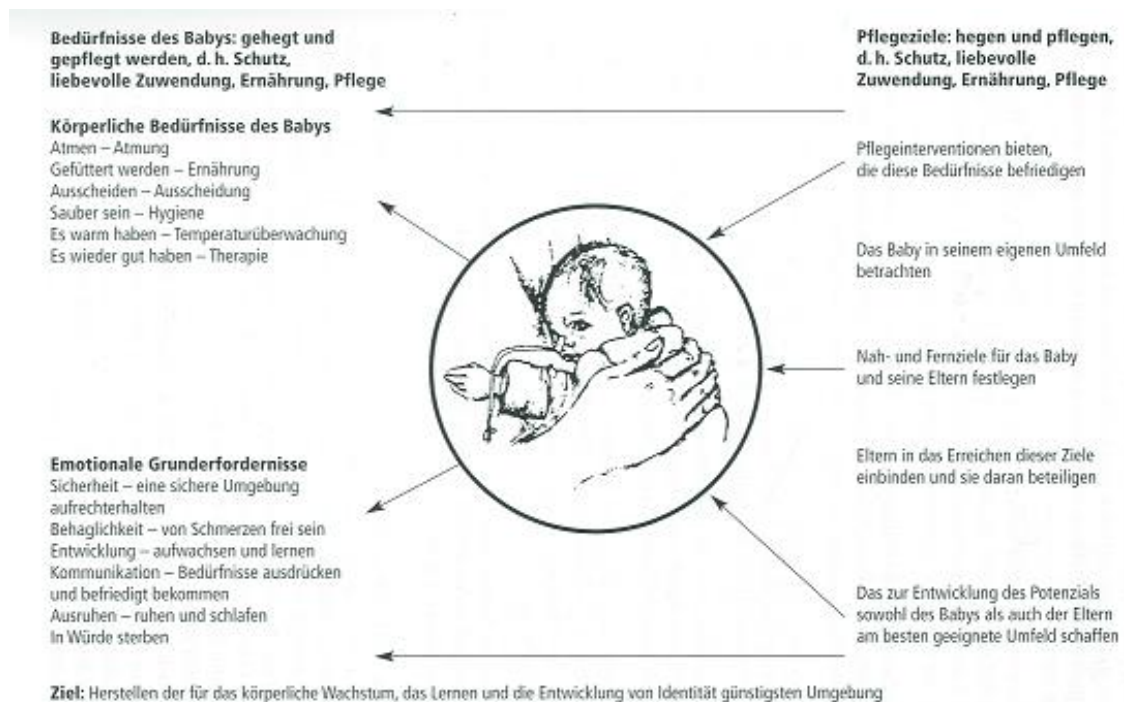 Bedürfnisse des Babys: gehegt und
gepflegt werden, d. h. Schutz,
liebevolle Zuwendung, Ernährung, Pflege
Körperliche Bedürfnisse des Babys
Atmen – Atmung
Gefüttert werden – Ernährung
Ausscheiden – Ausscheidung
Sauber sein – Hygiene
Es warm haben – Temperaturüberwachung
Es wieder gut haben – Therapie
Emotionale Grunderfordernisse
Sicherheit – eine sichere Umgebung
aufrechterhalten
Behaglichkeit – von Schmerzen frei sein
Entwicklung – aufwachsen und lernen
Kommunikation – Bedürfnisse ausdrücken
und befriedigt bekommen
Ausruhen – ruhen und schlafen
In Würde sterben
Pflegeziele: hegen und pflegen,
d. h. Schutz, liebevolle
Zuwendung, Ernährung, Pflege
Pflegeinterventionen bieten,
die diese Bedürfnisse befriedigen
Das Baby in seinem eigenen Umfeld
betrachten
Nah- und Fernziele für das Baby
und seine Eltern festlegen
Eltern in das Erreichen dieser Ziele
einbinden und sie daran beteiligen
Das zur Entwicklung des Potenzials
sowohl des Babys als auch der Eltern
am besten geeignete Umfeld schaffen
Ziel: Herstellen der für das körperliche Wachstum, das Lernen und die Entwicklung von Identität günstigsten Umgebung